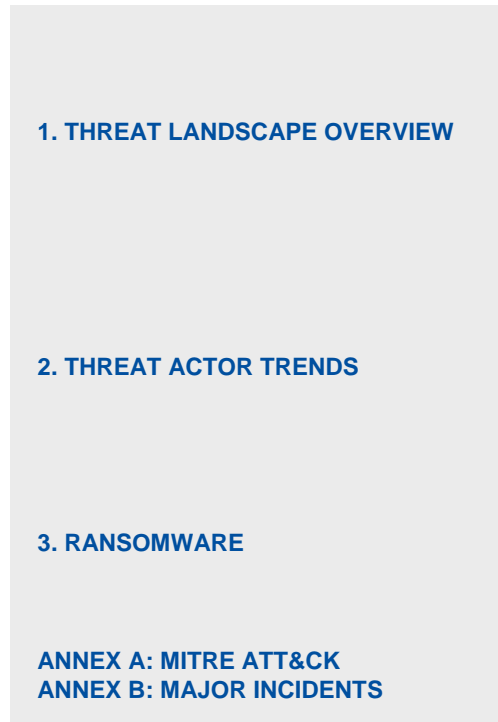 1. THREAT LANDSCAPE OVERVIEW
2. THREAT ACTOR TRENDS
3. RANSOMWARE
ANNEX A: MITRE ATT&CK
ANNEX B: MAJOR INCIDENTS